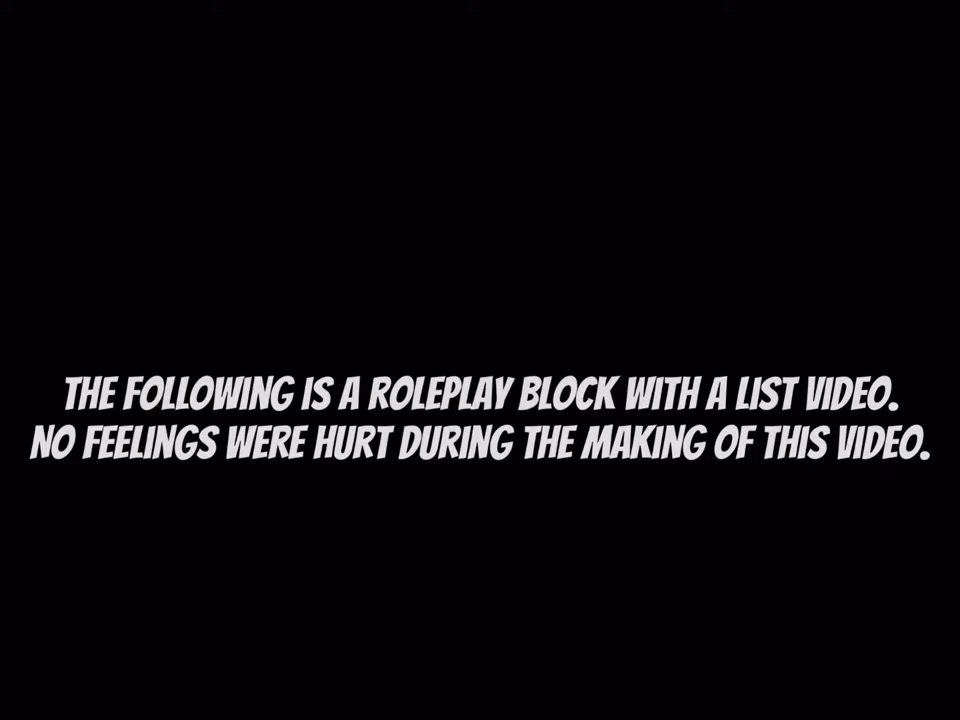 THE FOLLOWING IS A ROLEPLAY BLOCK WITH A LIST VIDEO.
NO FEELINGS WERE HURT DURING THE MAKING OF THIS VIDEO.